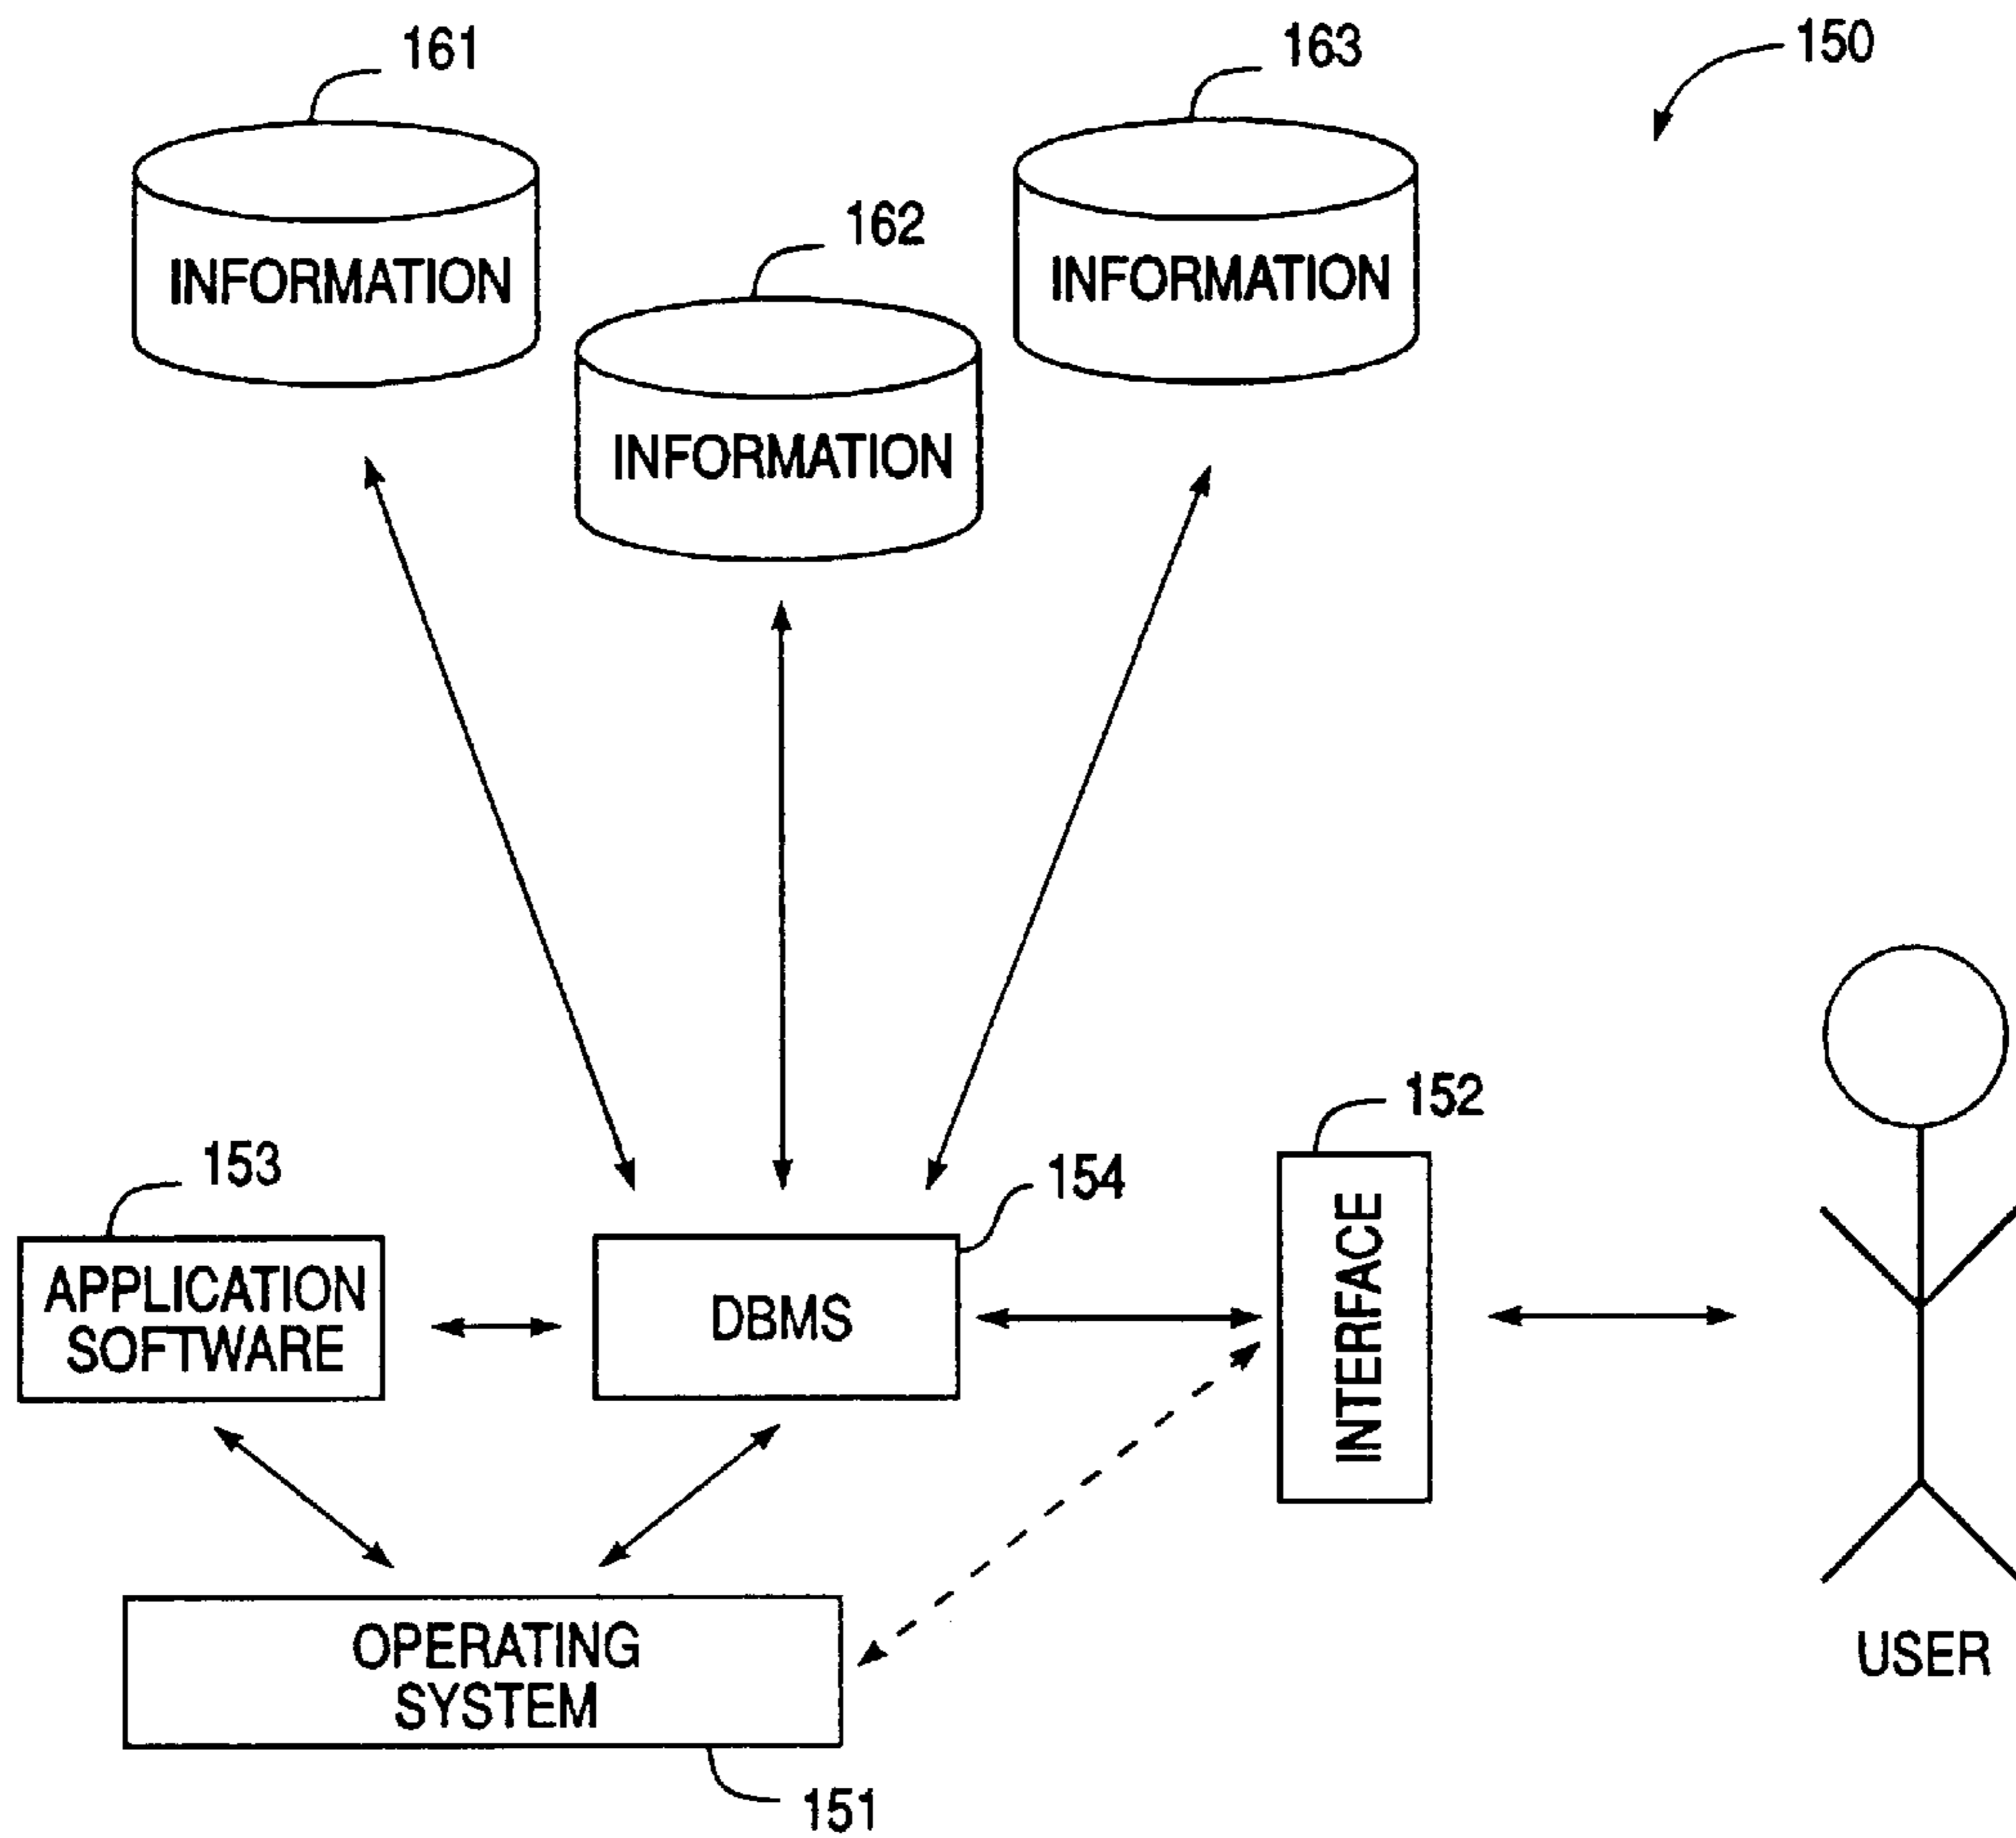 161
163
150
162
INFORMATION
INFORMATION
INFORMATION
152
153
154
APPLICATION
SOFTWARE
DBMS
INTERFACE
OPERATING
SYSTEM
USER
151